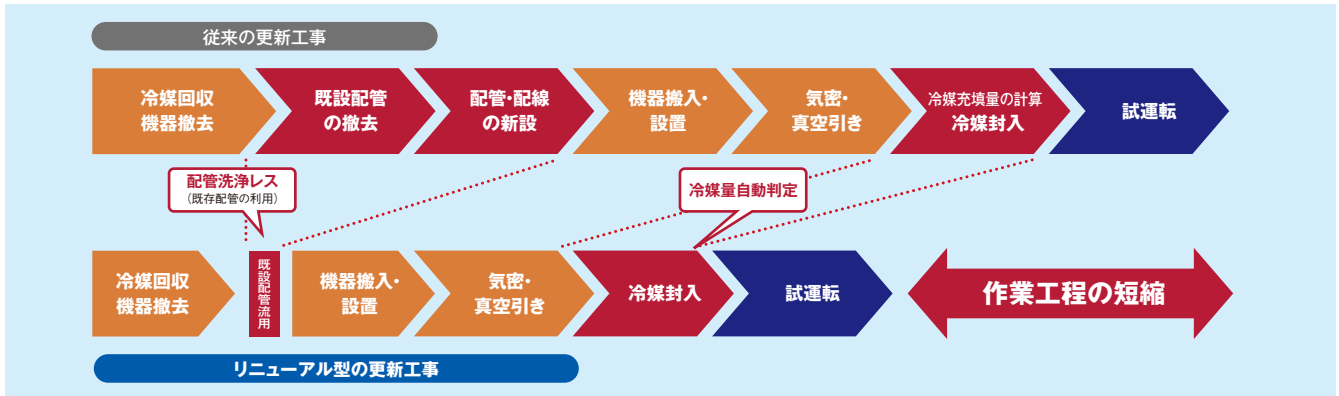 従来の更新工事
冷媒回収
機器撤去
既設配管
の撤去
配管・配線
の新設
機器搬入・
設置
気密・
真空引き
冷媒充填量の計算
冷媒封入
試運転
配管洗浄レス
（既存配管の利用）
冷媒量自動判定
冷媒回収
機器撤去
既設配管流用
機器搬入・
設置
気密・
真空引き
冷媒封入
試運転
作業工程の短縮
リニューアル型の更新工事